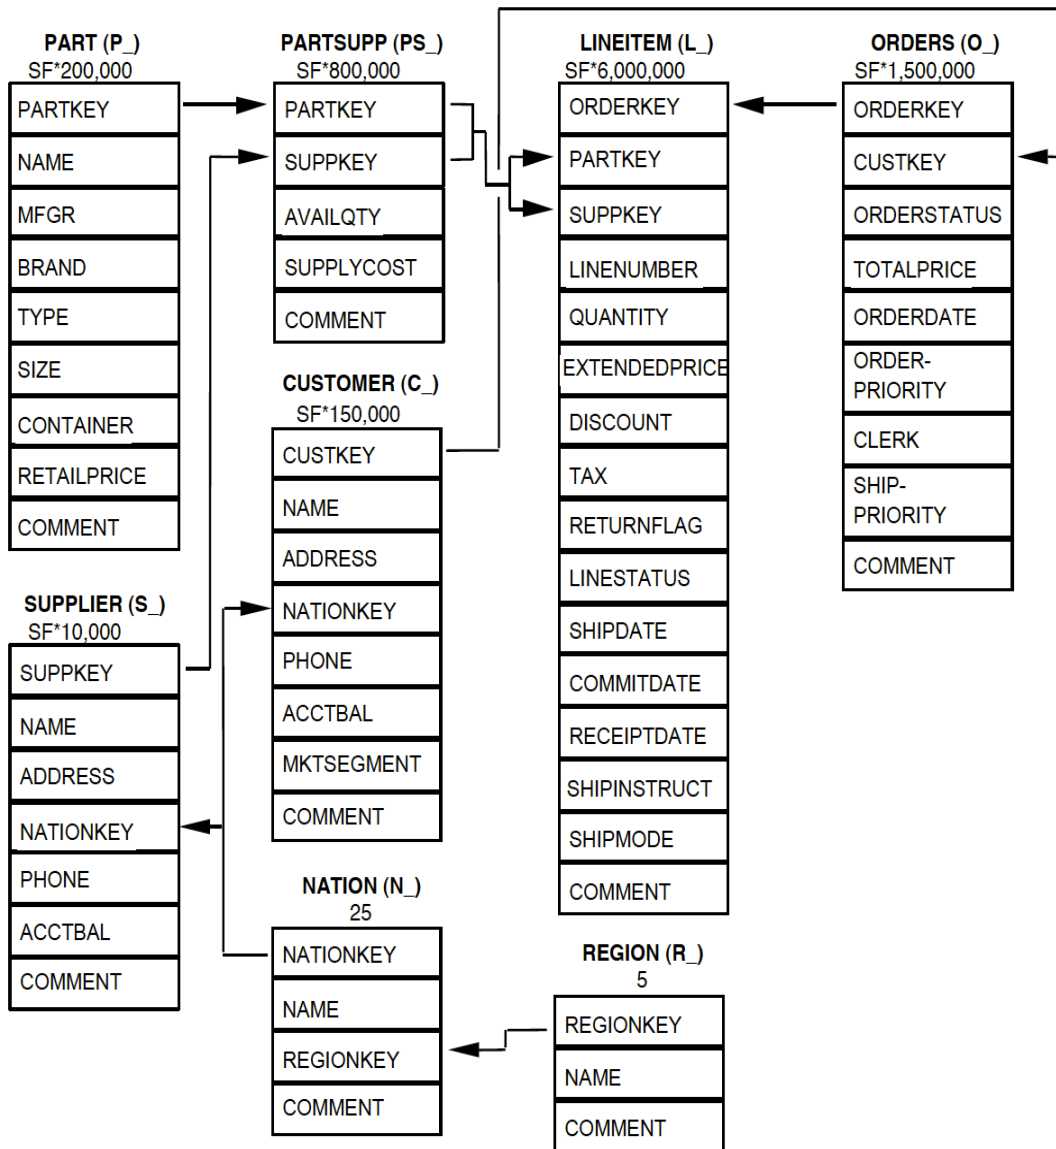 PART (P_)
SF*200,000
PARTKEY
NAME
MFGR
BRAND
TYPE
SIZE
CONTAINER
RETAILPRICE
COMMENT
SUPPLIER (S_)
SF*10,000
SUPPKEY
NAME
ADDRESS
NATIONKEY
PHONE
ACCTBAL
COMMENT
PARTSUPP (PS_)
SF*800,000
PARTKEY
SUPPKEY
AVAILQTY
SUPPLYCOST
COMMENT
CUSTOMER (C_)
SF*150,000
CUSTKEY
NAME
ADDRESS
NATIONKEY
PHONE
ACCTBAL
MKTSEGMENT
COMMENT
NATION (N_)
25
NATIONKEY
NAME
REGIONKEY
COMMENT
LINEITEM (L_)
SF*6,000,000
ORDERKEY
PARTKEY
SUPPKEY
LINENUMBER
QUANTITY
EXTENDEDPRICE
DISCOUNT
TAX
RETURNFLAG
LINESTATUS
SHIPDATE
COMMITDATE
RECEIPTDATE
SHIPINSTRUCT
SHIPMODE
COMMENT
REGION (R_)
5
REGIONKEY
NAME
COMMENT
ORDERS (O_)
SF*1,500,000
ORDERKEY
CUSTKEY
ORDERSTATUS
TOTALPRICE
ORDERDATE
ORDER-
PRIORITY
CLERK
SHIP-
PRIORITY
COMMENT